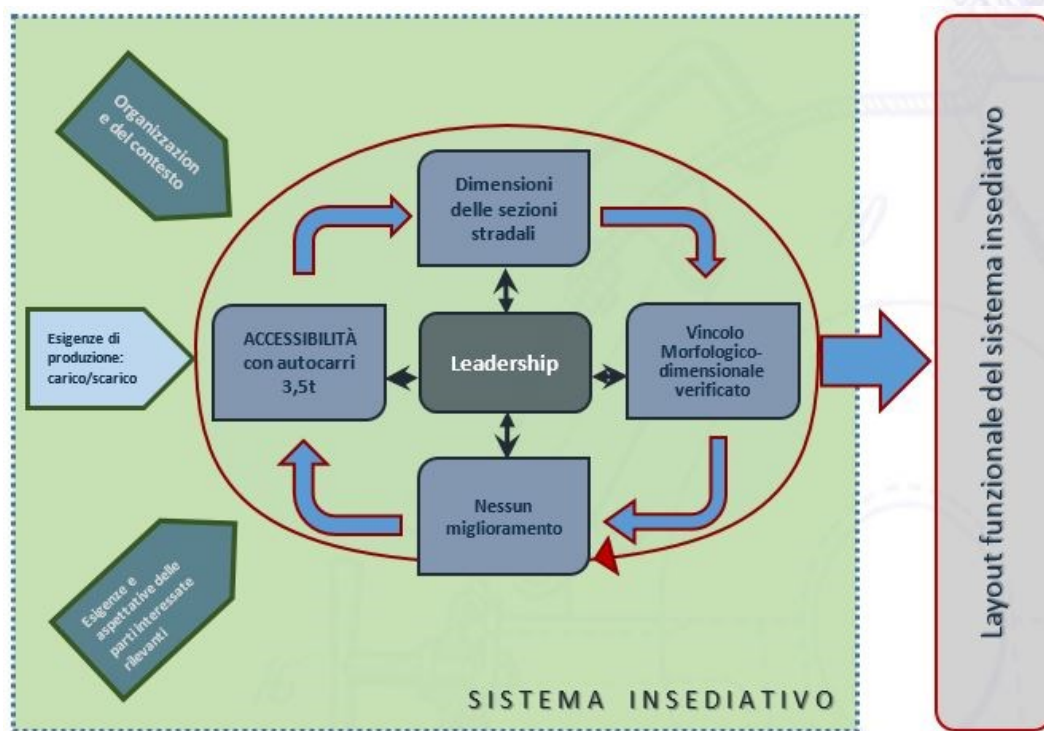 Organizzazion
e del contesto
Dimensioni
delle sezioni
stradali
Esigenze di
produzione:
carico/scarico
ACCESSIBILITÀ
con autocarri
3,5t
Leadership
Vincolo
Morfologico-
dimensionale
verificato
Nessun
miglioramento
Esigenze e
aspettative delle
parti interessate
rilevanti
SISTEMA INSEDIATIVO
Layout funzionale del sistema insediativo